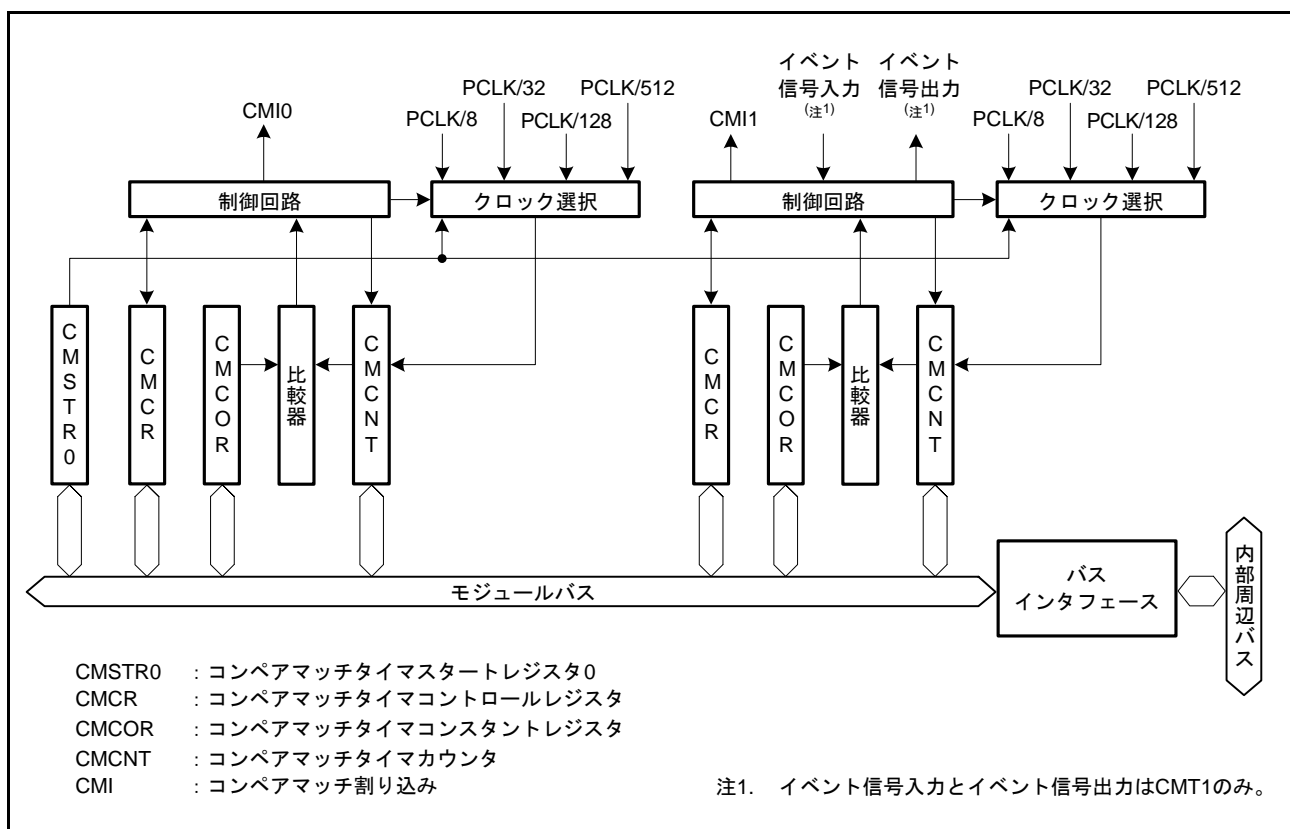 CMI0
PCLK/8
PCLK/32
PCLK/128
PCLK/512
制御回路
クロック選択
CMI1
イベント
信号入力
(注1)
イベント
信号出力
(注1)
PCLK/8
PCLK/32
PCLK/128
PCLK/512
制御回路
クロック選択
CMSTR0
CMCR
CMCOR
比較器
CMCNT
CMCR
CMCOR
比較器
CMCNT
モジュールバス
バス
インタフェース
内部周辺バス
CMSTR0 : コンペアマッチタイマスタートレジスタ0
CMCR : コンペアマッチタイマコントロールレジスタ
CMCOR : コンペアマッチタイマコンスタントレジスタ
CMCNT : コンペアマッチタイマカウンタ
CMI : コンペアマッチ割り込み
注1. イベント信号入力とイベント信号出力はCMT1のみ。